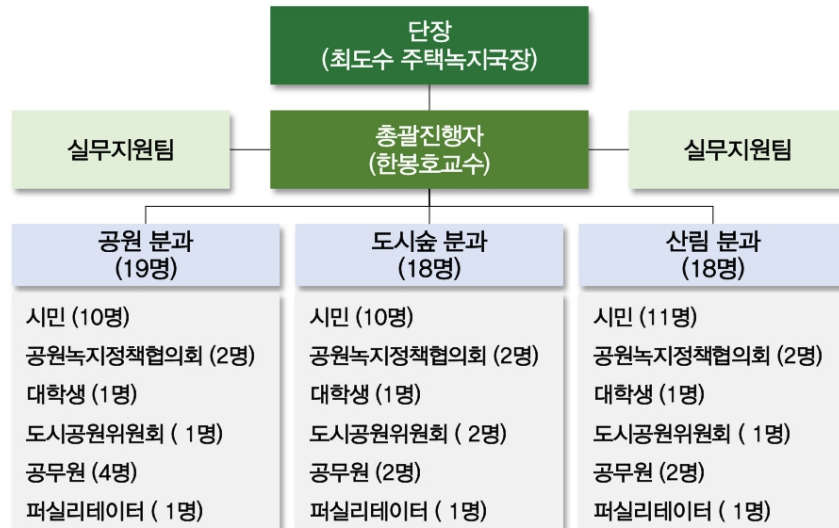 단장
(최도수 주택녹지국장)
실무지원팀
총괄진행자
(한봉호교수)
실무지원팀
공원 분과
(19명)
도시숲 분과
(18명)
산림 분과
(18명)
시민 (10명)
공원녹지정책협의회 (2명)
대학생 (1명)
도시공원위원회 ( 1명)
공무원 (4명)
퍼실리테이터 ( 1명)
시민 (10명)
공원녹지정책협의회 (2명)
대학생 (1명)
도시공원위원회 ( 2명)
공무원 (2명)
퍼실리테이터 ( 1명)
시민 (11명)
공원녹지정책협의회 (2명)
대학생 (1명)
도시공원위원회 ( 1명)
공무원 (2명)
퍼실리테이터 ( 1명)